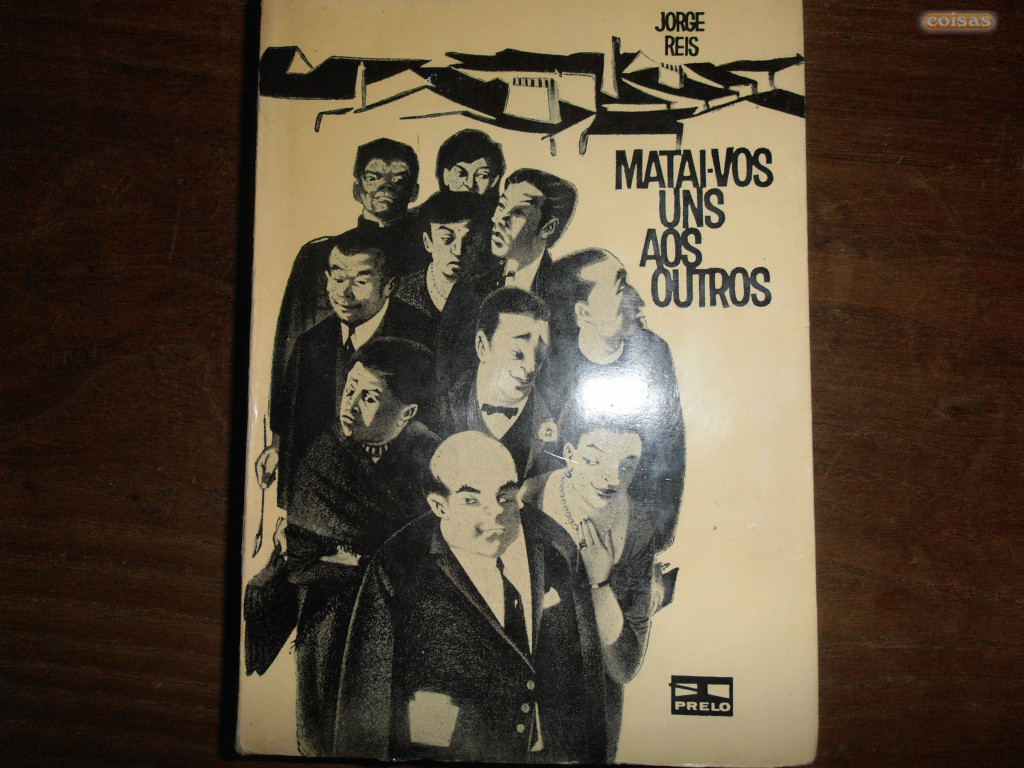 coisas
JORGE
REIS
MATAI-VOS
UNS
AOS
OUTROS
PRELO